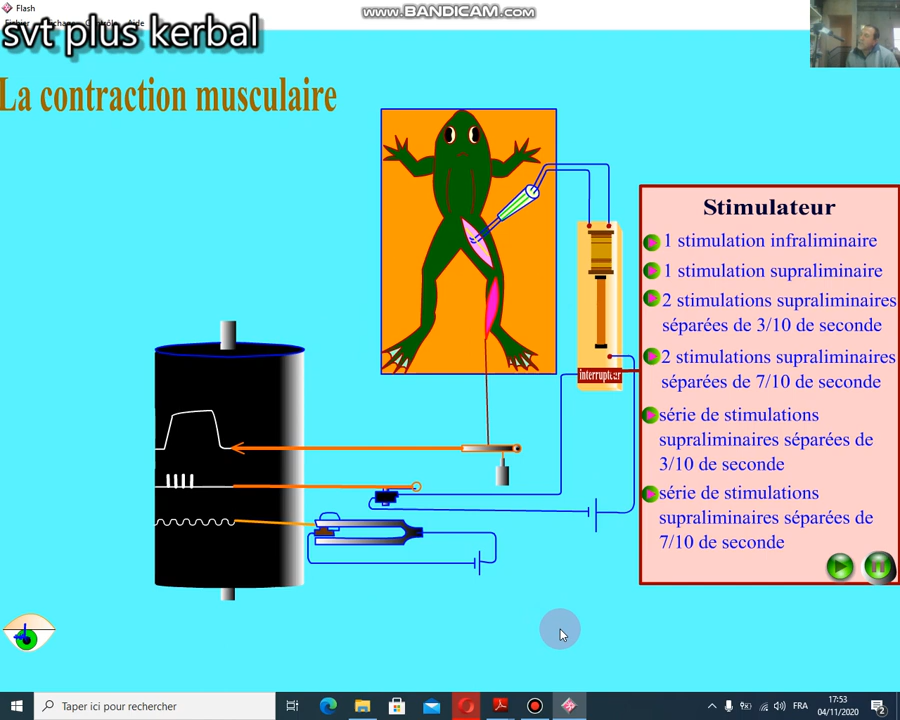 Flash
www.BANDICAM.com
Aide
svt plus kerbal
La contraction musculaire
Stimulateur
1 stimulation infraliminaire
1 stimulation supraliminaire
2 stimulations supraliminaires
séparées de 3/10 de seconde
2 stimulations supraliminaires
séparées de 7/10 de seconde
série de stimulations
supraliminaires séparées de
3/10 de seconde
série de stimulations
supraliminaires séparées de
7/10 de seconde
interrupteur
Taper ici pour rechercher
FRA
17:53
04/11/2020
2